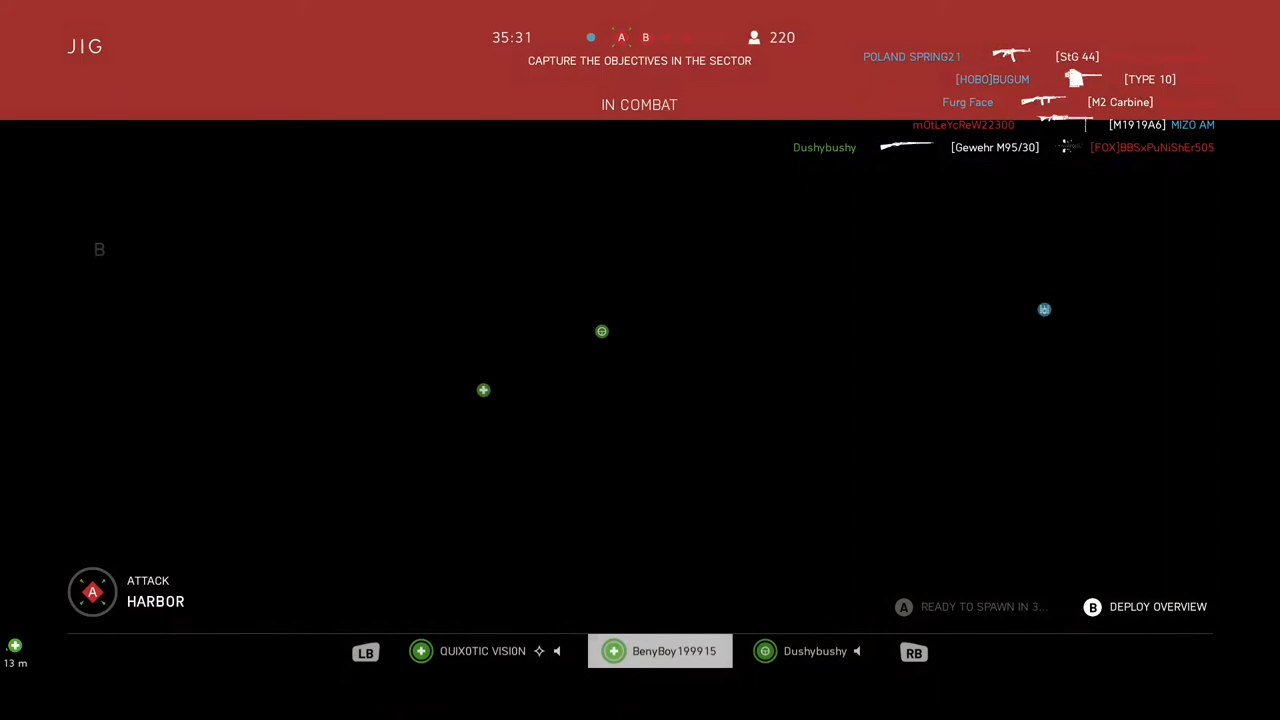 JIG
35:31
A B
220
CAPTURE THE OBJECTIVES IN THE SECTOR
IN COMBAT
POLAND SPRING21 [StG 44]
[HOBO]BUGUM [TYPE 10]
Furg Face [M2 Carbine]
mOtLeYcReW22300 [M1919A6] MIZO AM
Dushybushy [Gewehr M95/30] [FOX]BBSxPuNiShEr505
B
A
ATTACK
HARBOR
A READY TO SPAWN IN 3...
B DEPLOY OVERVIEW
13 m
LB QUIXOTIC VISION BenyBoy199915 Dushybushy RB